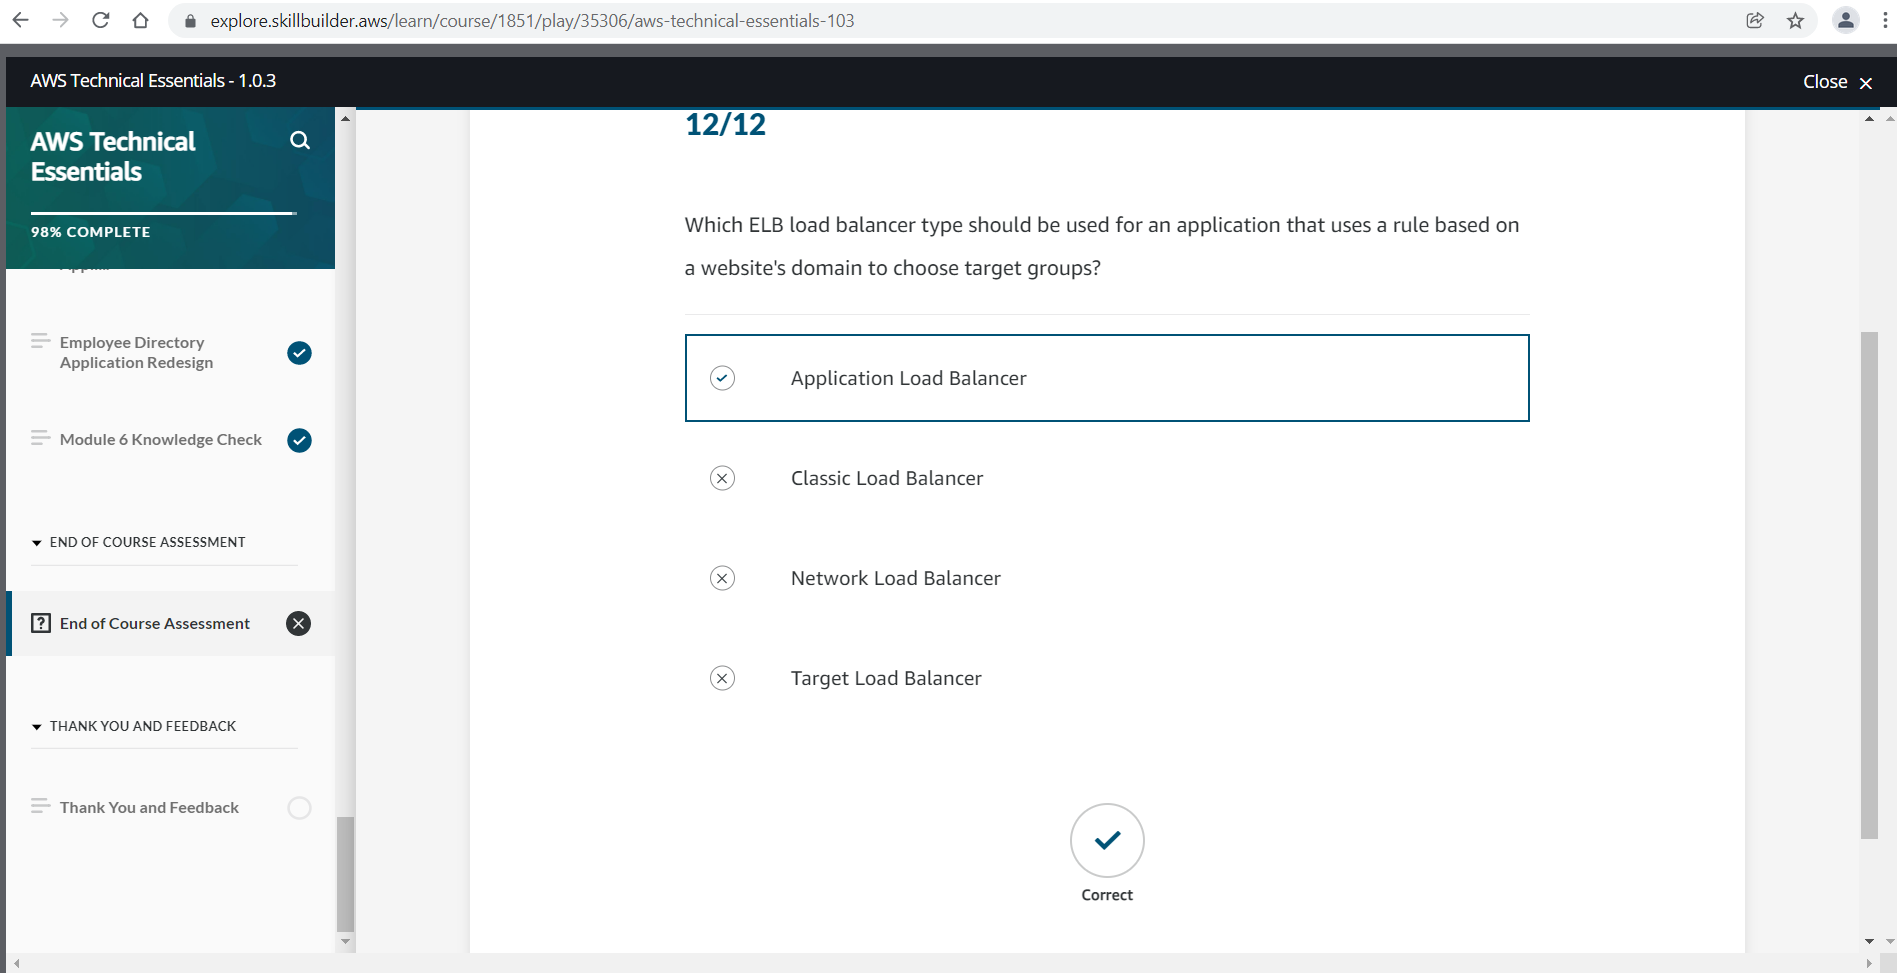 explore.skillbuilder.aws/learn/course/1851/play/35306/aws-technical-essentials-103
AWS Technical Essentials - 1.0.3
Close
AWS Technical
Essentials
98% COMPLETE
Employee Directory
Application Redesign
Module 6 Knowledge Check
END OF COURSE ASSESSMENT
End of Course Assessment
THANK YOU AND FEEDBACK
Thank You and Feedback
12/12
Which ELB load balancer type should be used for an application that uses a rule based on
a website's domain to choose target groups?
Application Load Balancer
Classic Load Balancer
Network Load Balancer
Target Load Balancer
Correct